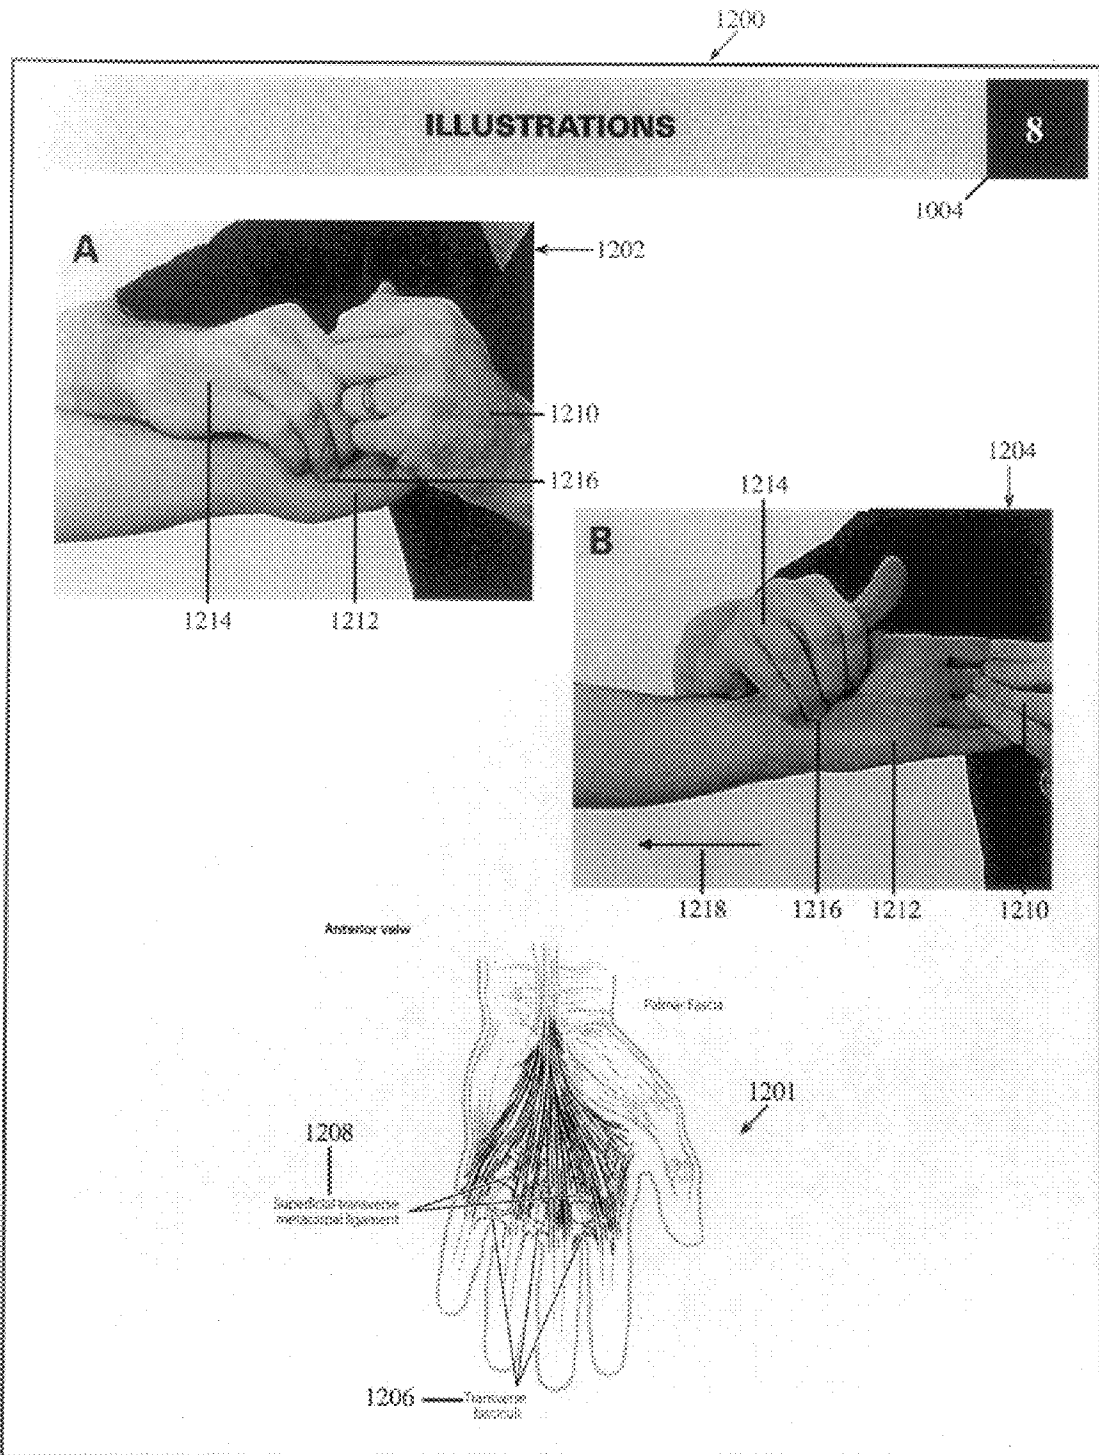 1200
ILLUSTRATIONS
8
1004
A
1202
1210
1216
1204
1214
B
1214
1212
1218
1216
1212
1210
Anterior veiw
Palmar Fascia
1201
1208
Superficial transverse
metacarpal ligament
1206
Transverse
fasciculi